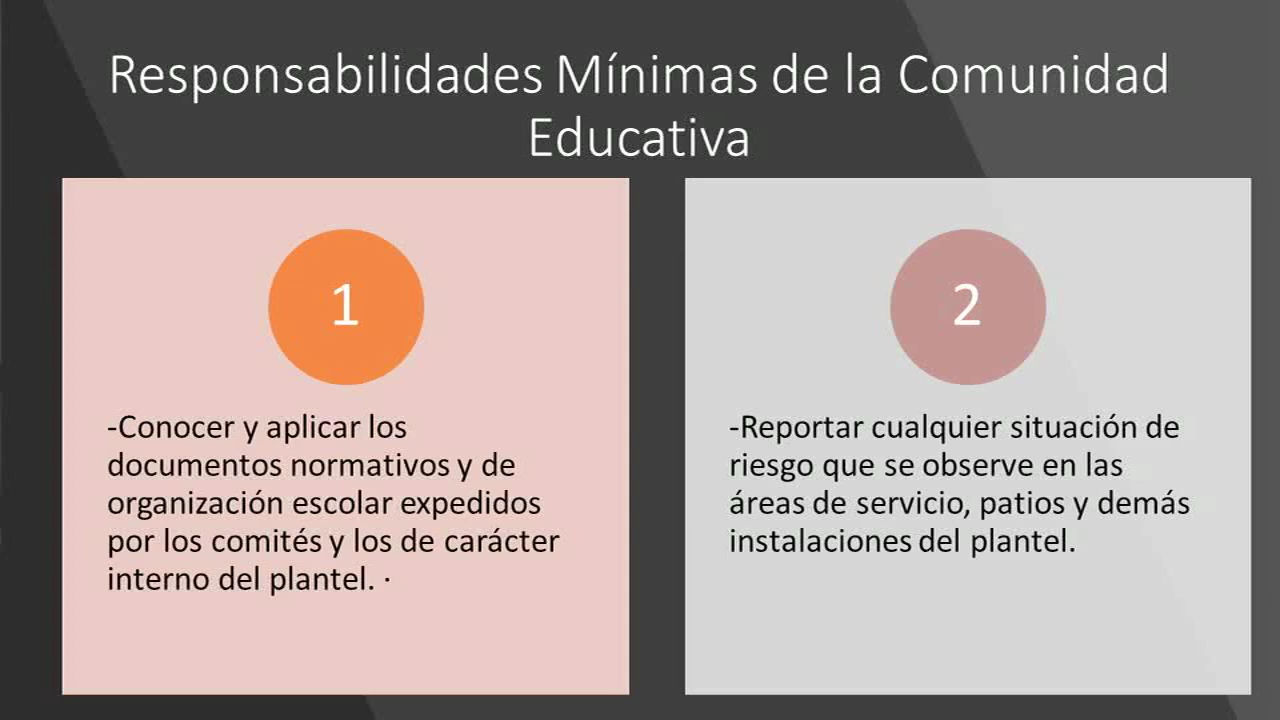 Responsabilidades Mínimas de la Comunidad
Educativa
1
-Conocer y aplicar los
documentos normativos y de
organización escolar expedidos
por los comités y los de carácter
interno del plantel. ·
2
-Reportar cualquier situación de
riesgo que se observe en las
áreas de servicio, patios y demás
instalaciones del plantel.